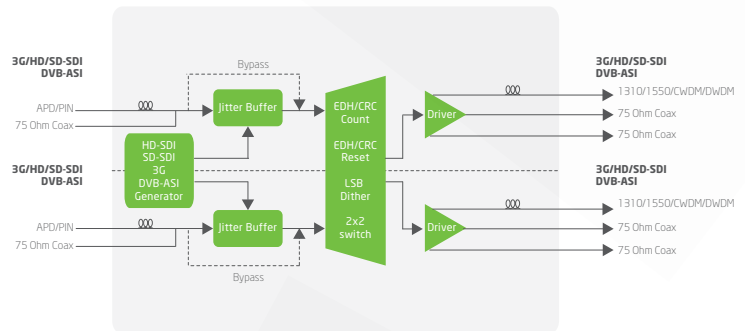 3G/HD/SD-SDI
DVB-ASI
APD/PIN
75 Ohm Coax
3G/HD/SD-SDI
DVB-ASI
APD/PIN
75 Ohm Coax
Bypass
Jitter Buffer
HD-SDI
SD-SDI
3G
DVB-ASI
Generator
Jitter Buffer
Bypass
EDH/CRC
Count
EDH/CRC
Reset
LSB
Dither
2x2
switch
Driver
Driver
3G/HD/SD-SDI
DVB-ASI
1310/1550/CWDM/DWDM
75 Ohm Coax
75 Ohm Coax
3G/HD/SD-SDI
DVB-ASI
1310/1550/CWDM/DWDM
75 Ohm Coax
75 Ohm Coax